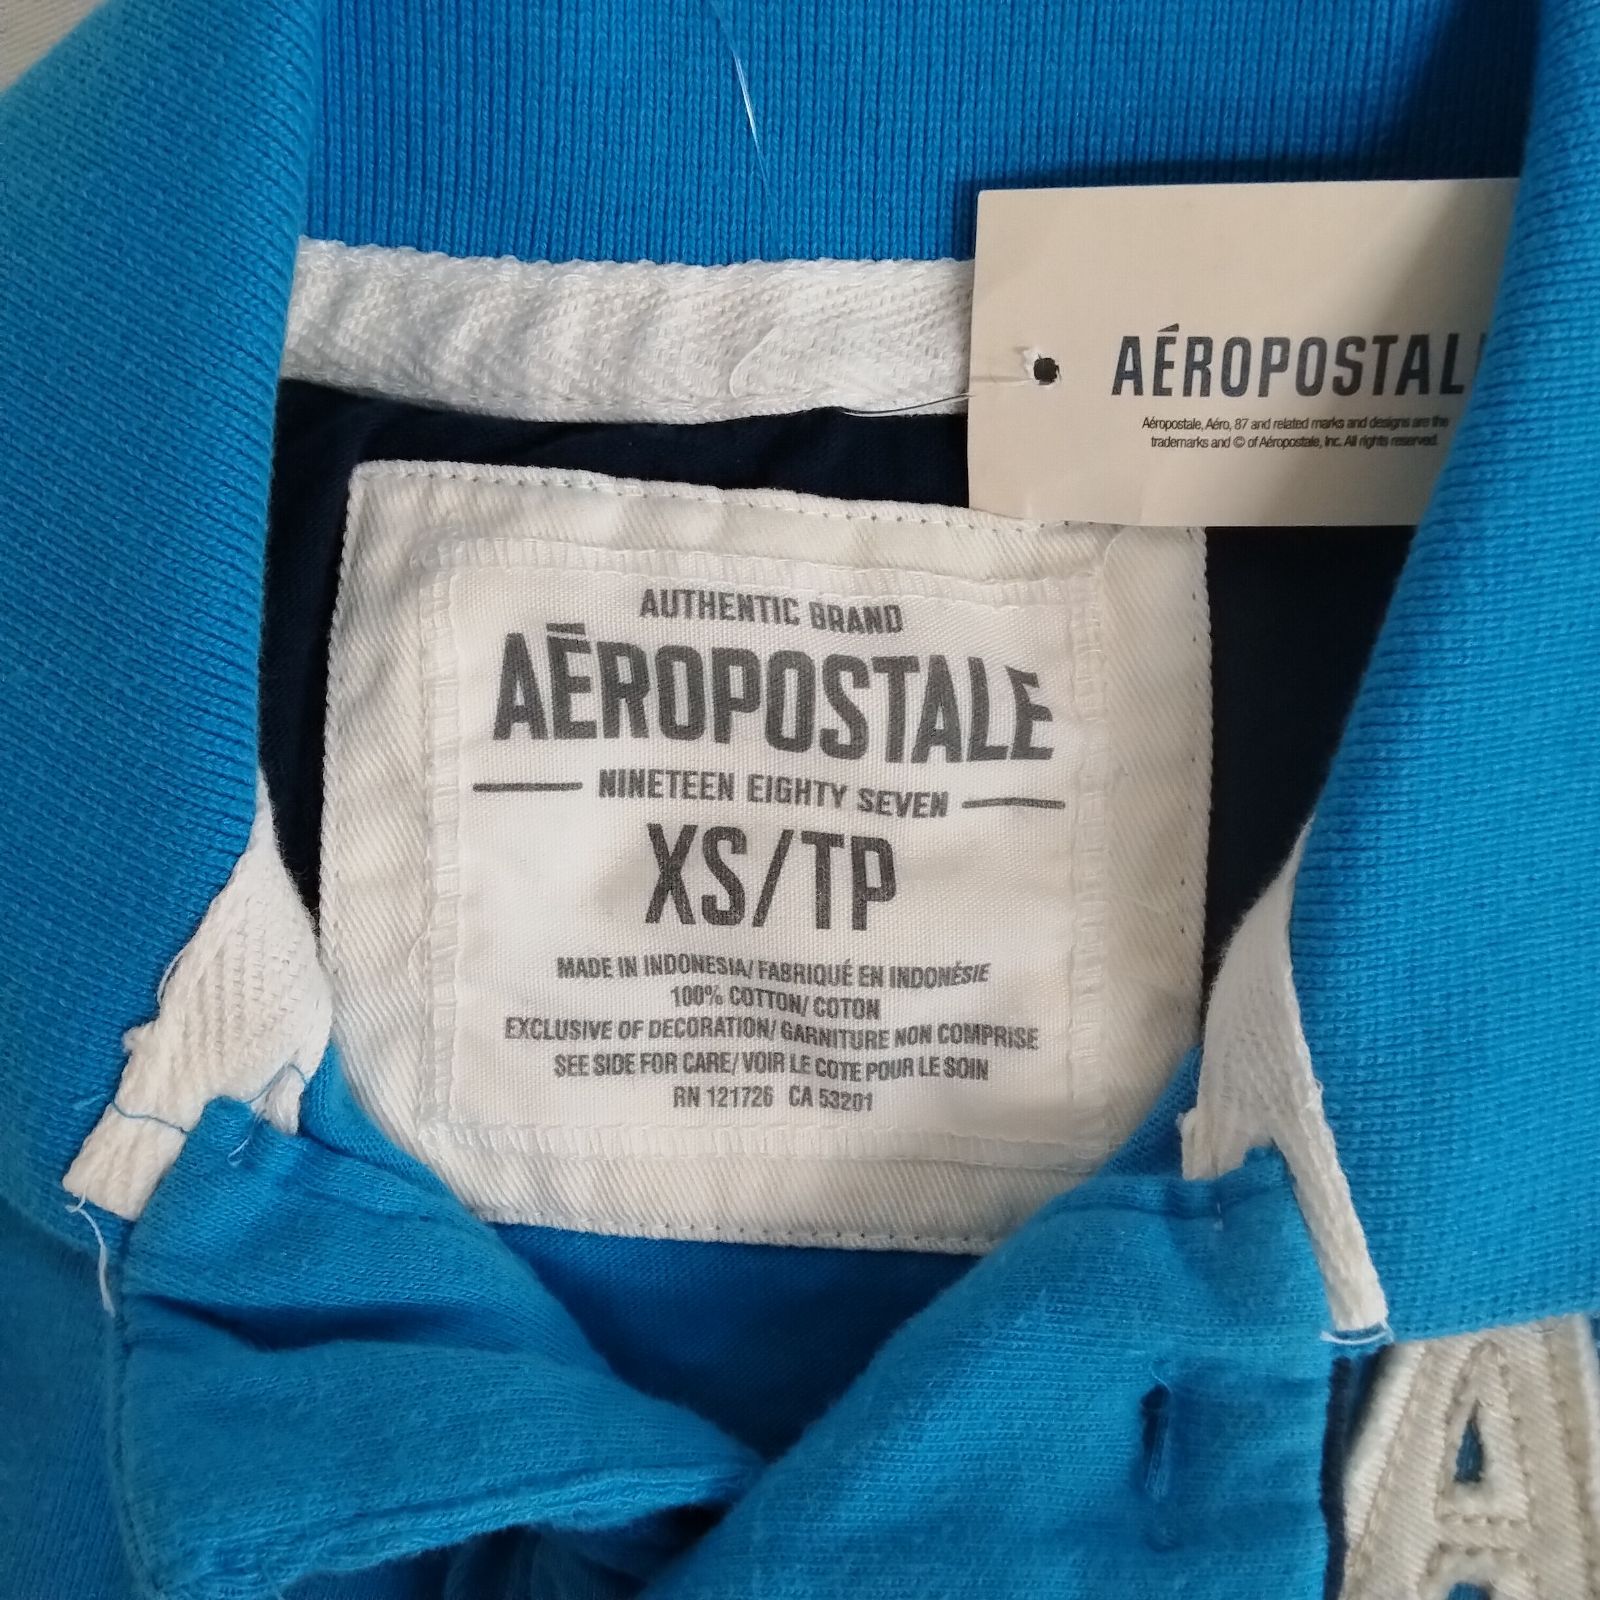 AÉROPOSTAL
Aéropostale, Aéro, 87 and related marks and designs are the
trademarks and © of Aéropostale, Inc. All rights reserved.
AUTHENTIC BRAND
AÉROPOSTALE
NINETEEN EIGHTY SEVEN
XS/TP
MADE IN INDONESIA/ FABRIQUÉ EN INDONÉSIE
100% COTTON/ COTON
EXCLUSIVE OF DECORATION/ GARNITURE NON COMPRISE
SEE SIDE FOR CARE/ VOIR LE COTE POUR LE SOIN
RN 121726 CA 53201
A